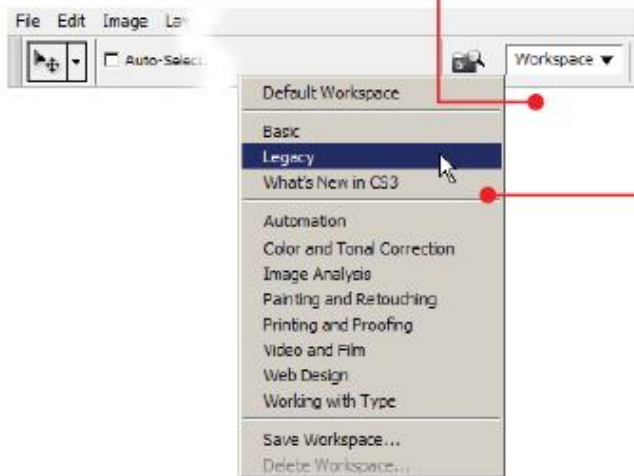 File Edit Image La
Auto-Selec
Workspace
Default Workspace
Basic
Legacy
What's New in CS3
Automation
Color and Tonal Correction
Image Analysis
Painting and Retouching
Printing and Proofing
Video and Film
Web Design
Working with Type
Save Workspace...
Delete Workspace...